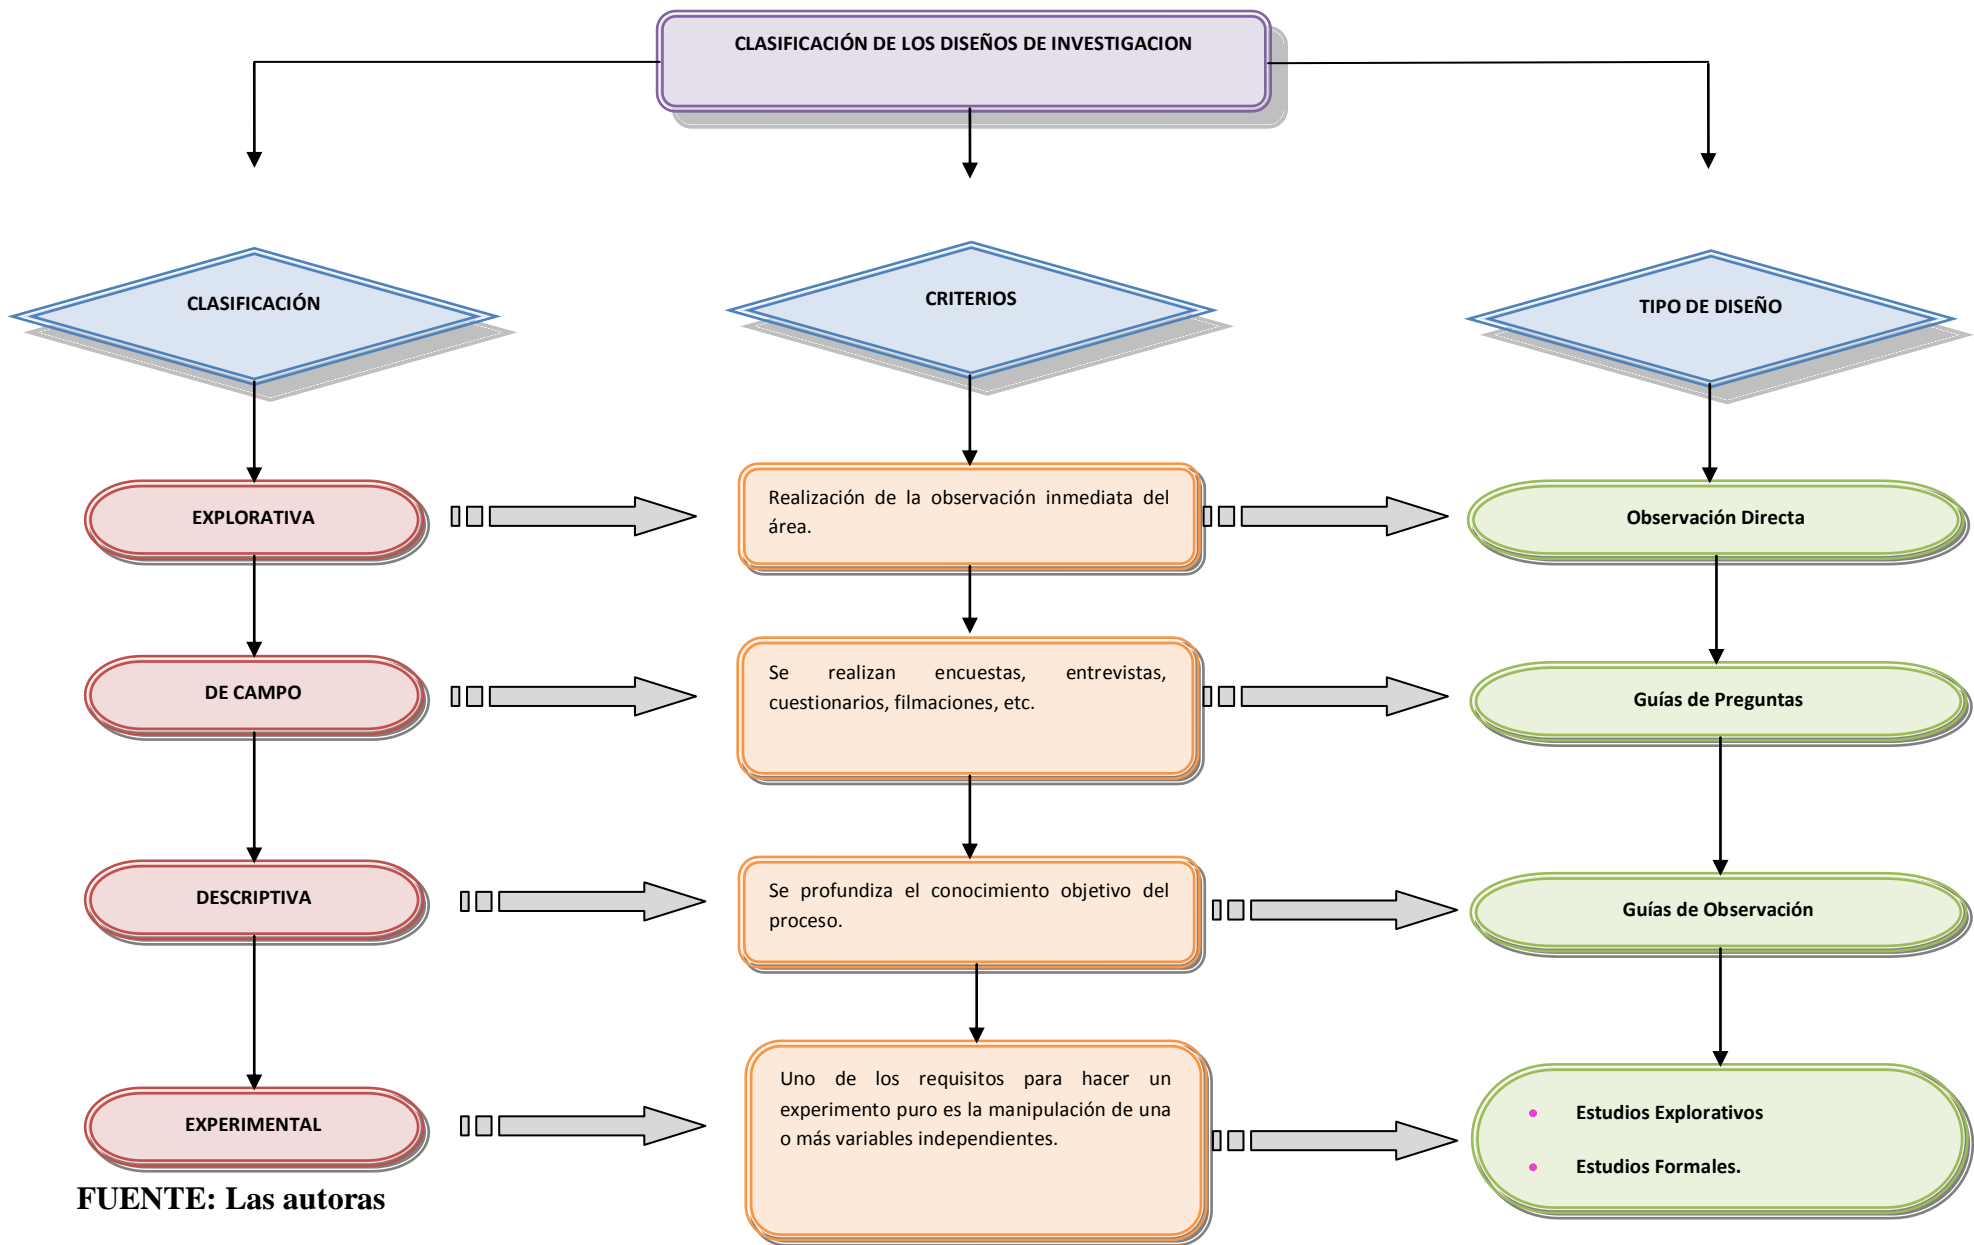 CLASIFICACIÓN DE LOS DISEÑOS DE INVESTIGACION
CLASIFICACIÓN
CRITERIOS
TIPO DE DISEÑO
EXPLORATIVA
Realización de la observación inmediata del
área.
Observación Directa
DE CAMPO
Se realizan encuestas, entrevistas,
cuestionarios, filmaciones, etc.
Guías de Preguntas
DESCRIPTIVA
Se profundiza el conocimiento objetivo del
proceso.
Guías de Observación
EXPERIMENTAL
Uno de los requisitos para hacer un
experimento puro es la manipulación de una
o más variables independientes.
• Estudios Explorativos
• Estudios Formales.
FUENTE: Las autoras